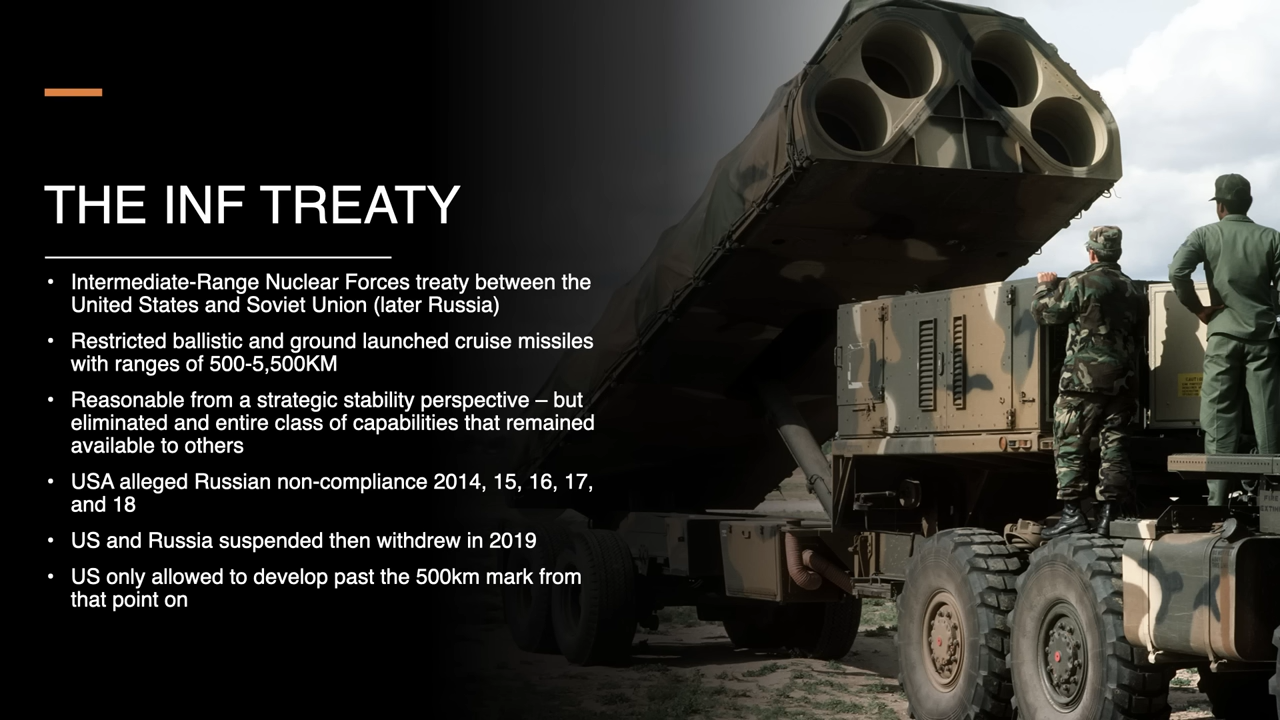 THE INF TREATY
• Intermediate-Range Nuclear Forces treaty between the
United States and Soviet Union (later Russia)
• Restricted ballistic and ground launched cruise missiles
with ranges of 500-5,500KM
• Reasonable from a strategic stability perspective – but
eliminated and entire class of capabilities that remained
available to others
• USA alleged Russian non-compliance 2014, 15, 16, 17,
and 18
• US and Russia suspended then withdrew in 2019
• US only allowed to develop past the 500km mark from
that point on